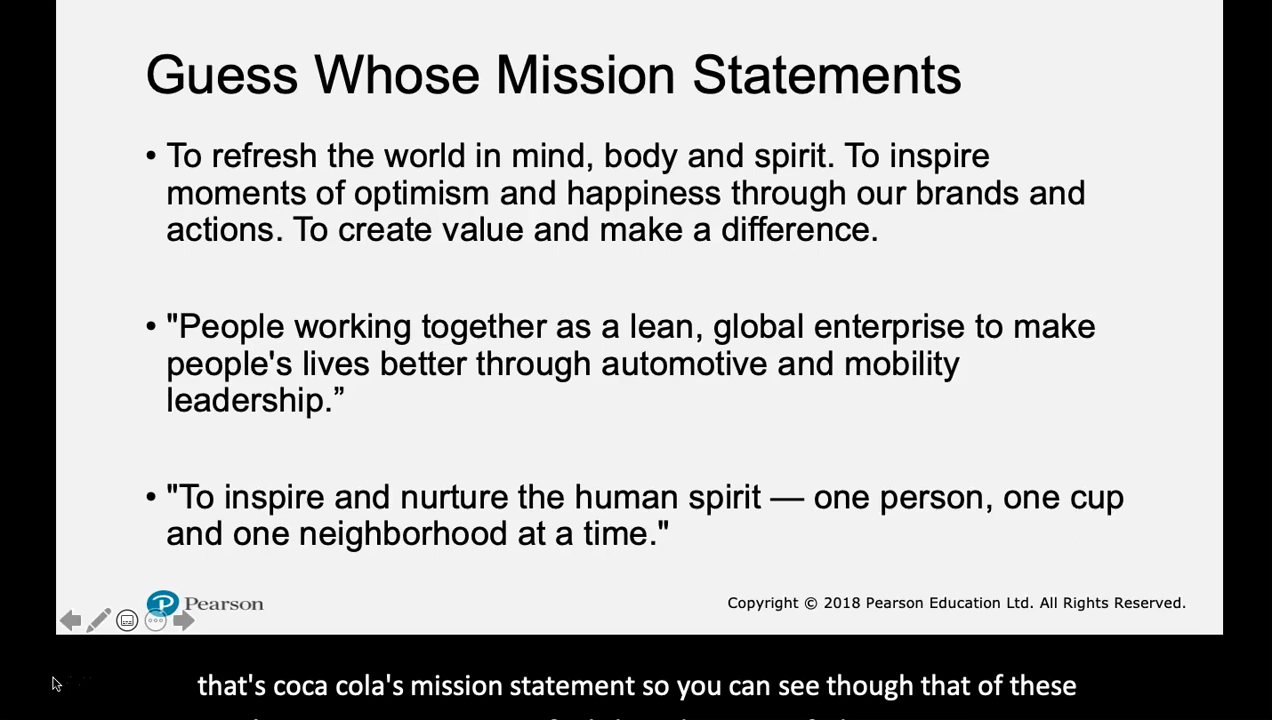 Guess Whose Mission Statements
• To refresh the world in mind, body and spirit. To inspire
moments of optimism and happiness through our brands and
actions. To create value and make a difference.
• "People working together as a lean, global enterprise to make
people's lives better through automotive and mobility
leadership.”
• "To inspire and nurture the human spirit — one person, one cup
and one neighborhood at a time."
Pearson
Copyright © 2018 Pearson Education Ltd. All Rights Reserved.
that's coca cola's mission statement so you can see though that of these